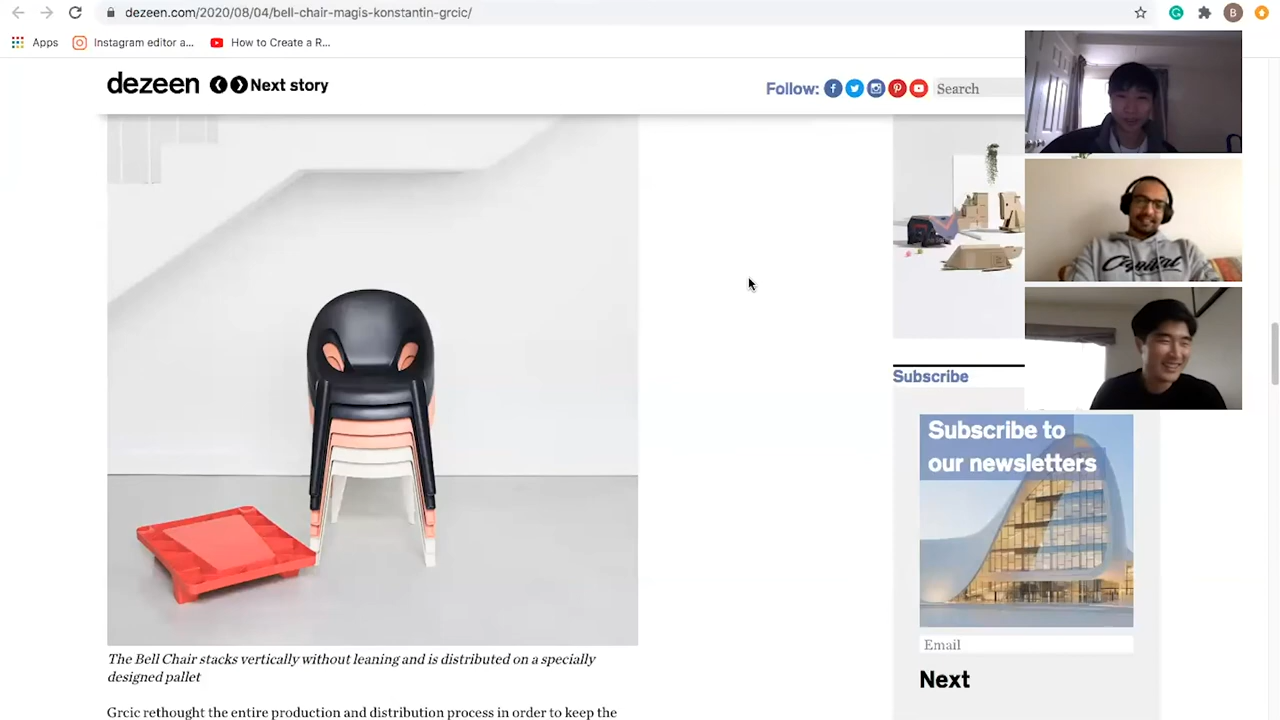 dezeen.com/2020/08/04/bell-chair-magis-konstantin-grcic/
B
Apps
Instagram editor a...
How to Create a R...
dezeen
Next story
Follow:
Search
Capital
Subscribe
Subscribe to
our newsletters
Email
Next
The Bell Chair stacks vertically without leaning and is distributed on a specially
designed pallet
Grcic rethought the entire production and distribution process in order to keep the